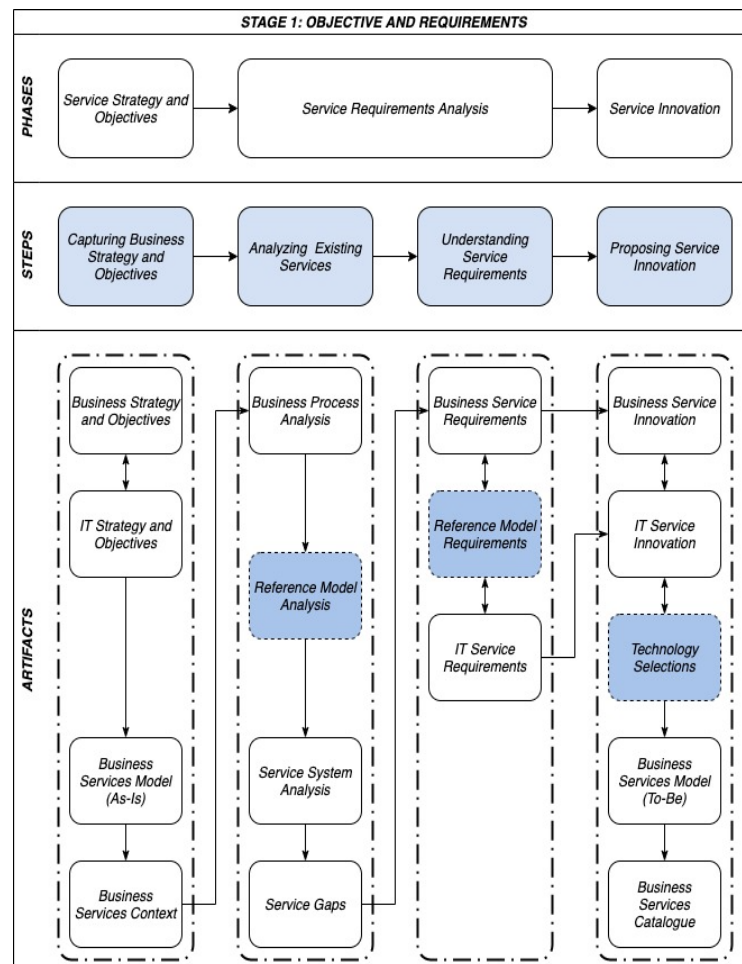 STAGE 1: OBJECTIVE AND REQUIREMENTS
PHASES
Service Strategy and
Objectives
Service Requirements Analysis
Service Innovation
STEPS
Capturing Business
Strategy and
Objectives
Analyzing Existing
Services
Understanding
Service
Requirements
Proposing Service
Innovation
ARTIFACTS
Business Strategy
and Objectives
IT Strategy and
Objectives
Business
Services Model
(As-Is)
Business
Services Context
Business Process
Analysis
Reference Model
Analysis
Service System
Analysis
Service Gaps
Business Service
Requirements
Reference Model
Requirements
IT Service
Requirements
Business Service
Innovation
IT Service
Innovation
Technology
Selections
Business
Services Model
(To-Be)
Business
Services
Catalogue